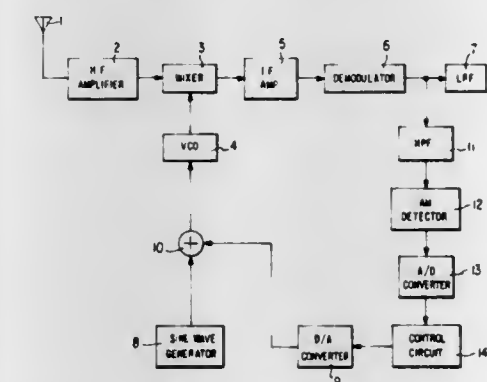 1
2
3
5
6
7
H F
AMPLIFIER
MIXER
I F
AMP
DEMODULATOR
LPF
VCO
4
HPF
11
AM
DETECTOR
12
10
+
A/D
CONVERTER
13
8
SINE WAVE
GENERATOR
D/A
CONVERTER
9
CONTROL
CIRCUIT
14